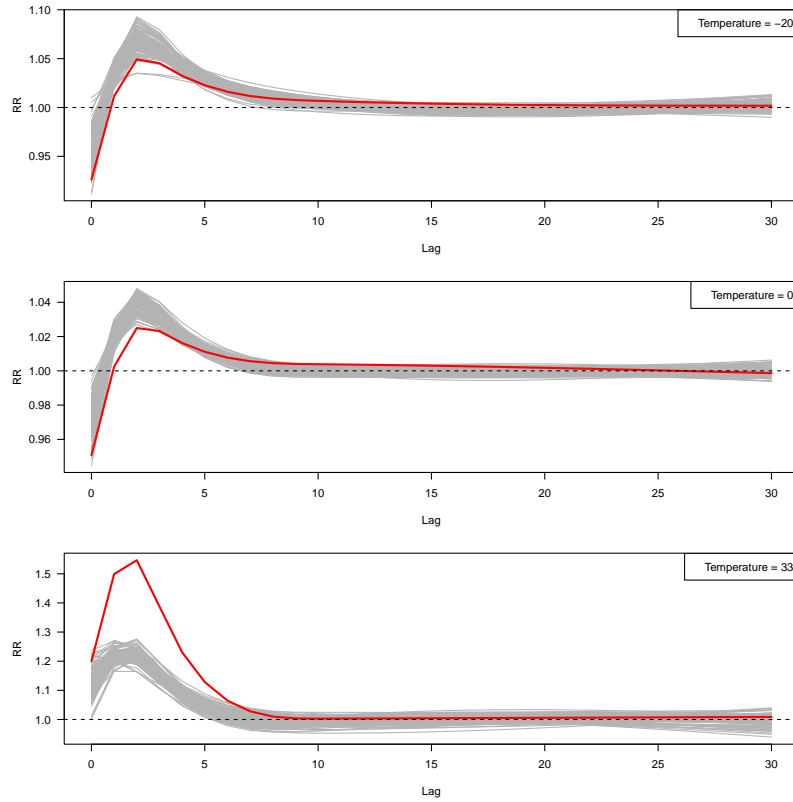 Temperature = −20
RR
1.10
1.05
1.00
0.95
0 5 10 15 20 25 30
Lag
Temperature = 0
RR
1.04
1.02
1.00
0.98
0.96
0 5 10 15 20 25 30
Lag
Temperature = 33
RR
1.5
1.4
1.3
1.2
1.1
1.0
0 5 10 15 20 25 30
Lag